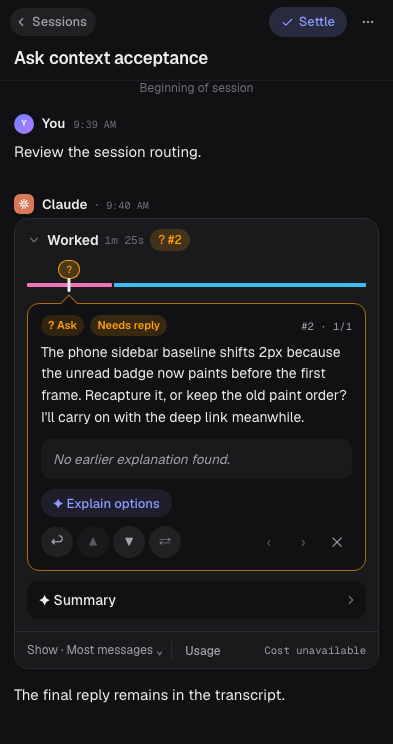 Sessions
Settle
Ask context acceptance
Beginning of session
Y You 9:39 AM
Review the session routing.
Claude · 9:40 AM
Worked 1m 25s ? #2
?
? Ask Needs reply #2 · 1/1
The phone sidebar baseline shifts 2px because
the unread badge now paints before the first
frame. Recapture it, or keep the old paint order?
I'll carry on with the deep link meanwhile.
No earlier explanation found.
Explain options
Summary
Show · Most messages Usage Cost unavailable
The final reply remains in the transcript.